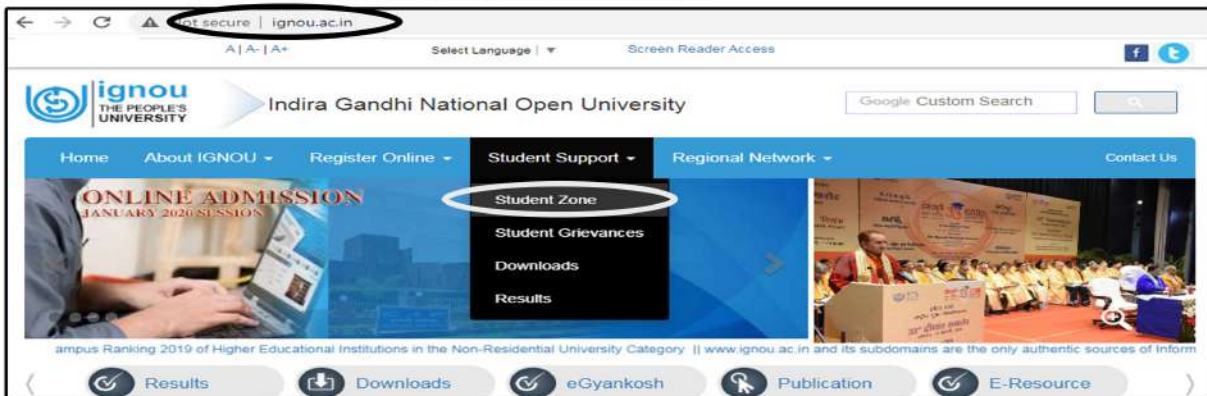 Not secure | ignou.ac.in
A | A- | A+ Select Language | ▼ Screen Reader Access
ignou
THE PEOPLE'S
UNIVERSITY
Indira Gandhi National Open University
Google Custom Search
Home About IGNOU Register Online Student Support Regional Network Contact Us
ONLINE ADMISSION
JANUARY 2020 SESSION
Student Zone
Student Grievances
Downloads
Results
ampus Ranking 2019 of Higher Educational Institutions in the Non-Residential University Category || www.ignou.ac.in and its subdomains are the only authentic sources of Inform
Results Downloads eGyankosh Publication E-Resource